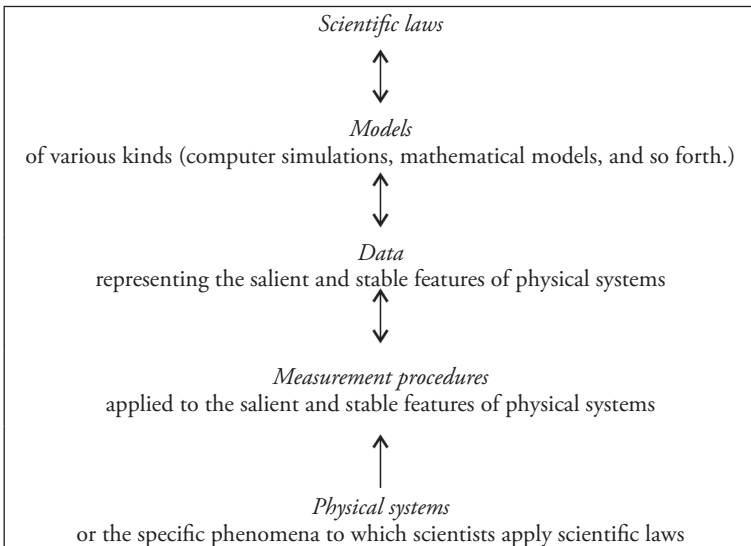 Scientific laws
Models
of various kinds (computer simulations, mathematical models, and so forth.)
Data
representing the salient and stable features of physical systems
Measurement procedures
applied to the salient and stable features of physical systems
Physical systems
or the specific phenomena to which scientists apply scientific laws